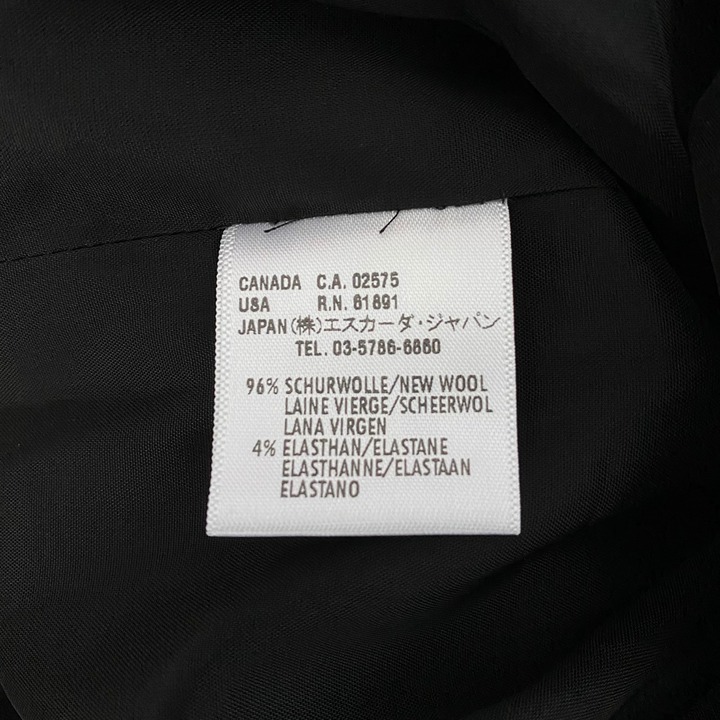 CANADA C.A. 02575
USA R.N. 61891
JAPAN (株)エスカーダ・ジャパン
TEL. 03-5786-6860
96% SCHURWOLLE/NEW WOOL
LAINE VIERGE/SCHEERWOL
LANA VIRGEN
4% ELASTHAN/ELASTANE
ELASTHANNE/ELASTAAN
ELASTANO